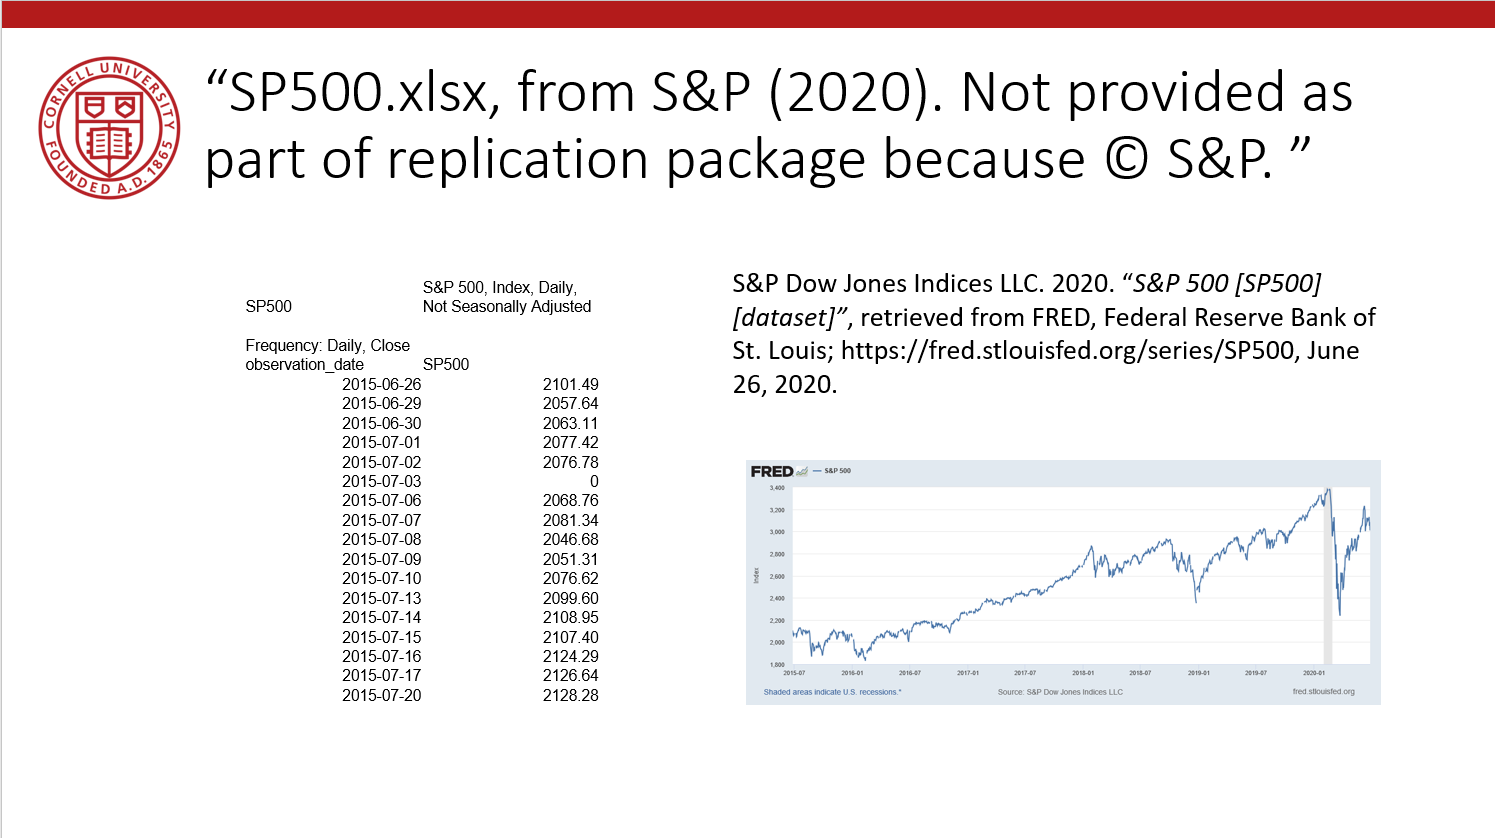 CORNELL UNIVERSITY
FOUNDED A.D. 1865
“SP500.xlsx, from S&P (2020). Not provided as
part of replication package because © S&P. ”
S&P 500, Index, Daily,
SP500 Not Seasonally Adjusted
Frequency: Daily, Close
observation_date SP500
2015-06-26 2101.49
2015-06-29 2057.64
2015-06-30 2063.11
2015-07-01 2077.42
2015-07-02 2076.78
2015-07-03 0
2015-07-06 2068.76
2015-07-07 2081.34
2015-07-08 2046.68
2015-07-09 2051.31
2015-07-10 2076.62
2015-07-13 2099.60
2015-07-14 2108.95
2015-07-15 2107.40
2015-07-16 2124.29
2015-07-17 2126.64
2015-07-20 2128.28
S&P Dow Jones Indices LLC. 2020. “S&P 500 [SP500]
[dataset]”, retrieved from FRED, Federal Reserve Bank of
St. Louis; https://fred.stlouisfed.org/series/SP500, June
26, 2020.
FRED — S&P 500
3,400
3,200
3,000
2,800
2,600
2,400
2,200
2,000
1,800
Index
2015-07 2016-01 2016-07 2017-01 2017-07 2018-01 2018-07 2019-01 2019-07 2020-01
Shaded areas indicate U.S. recessions.* Source: S&P Dow Jones Indices LLC fred.stlouisfed.org